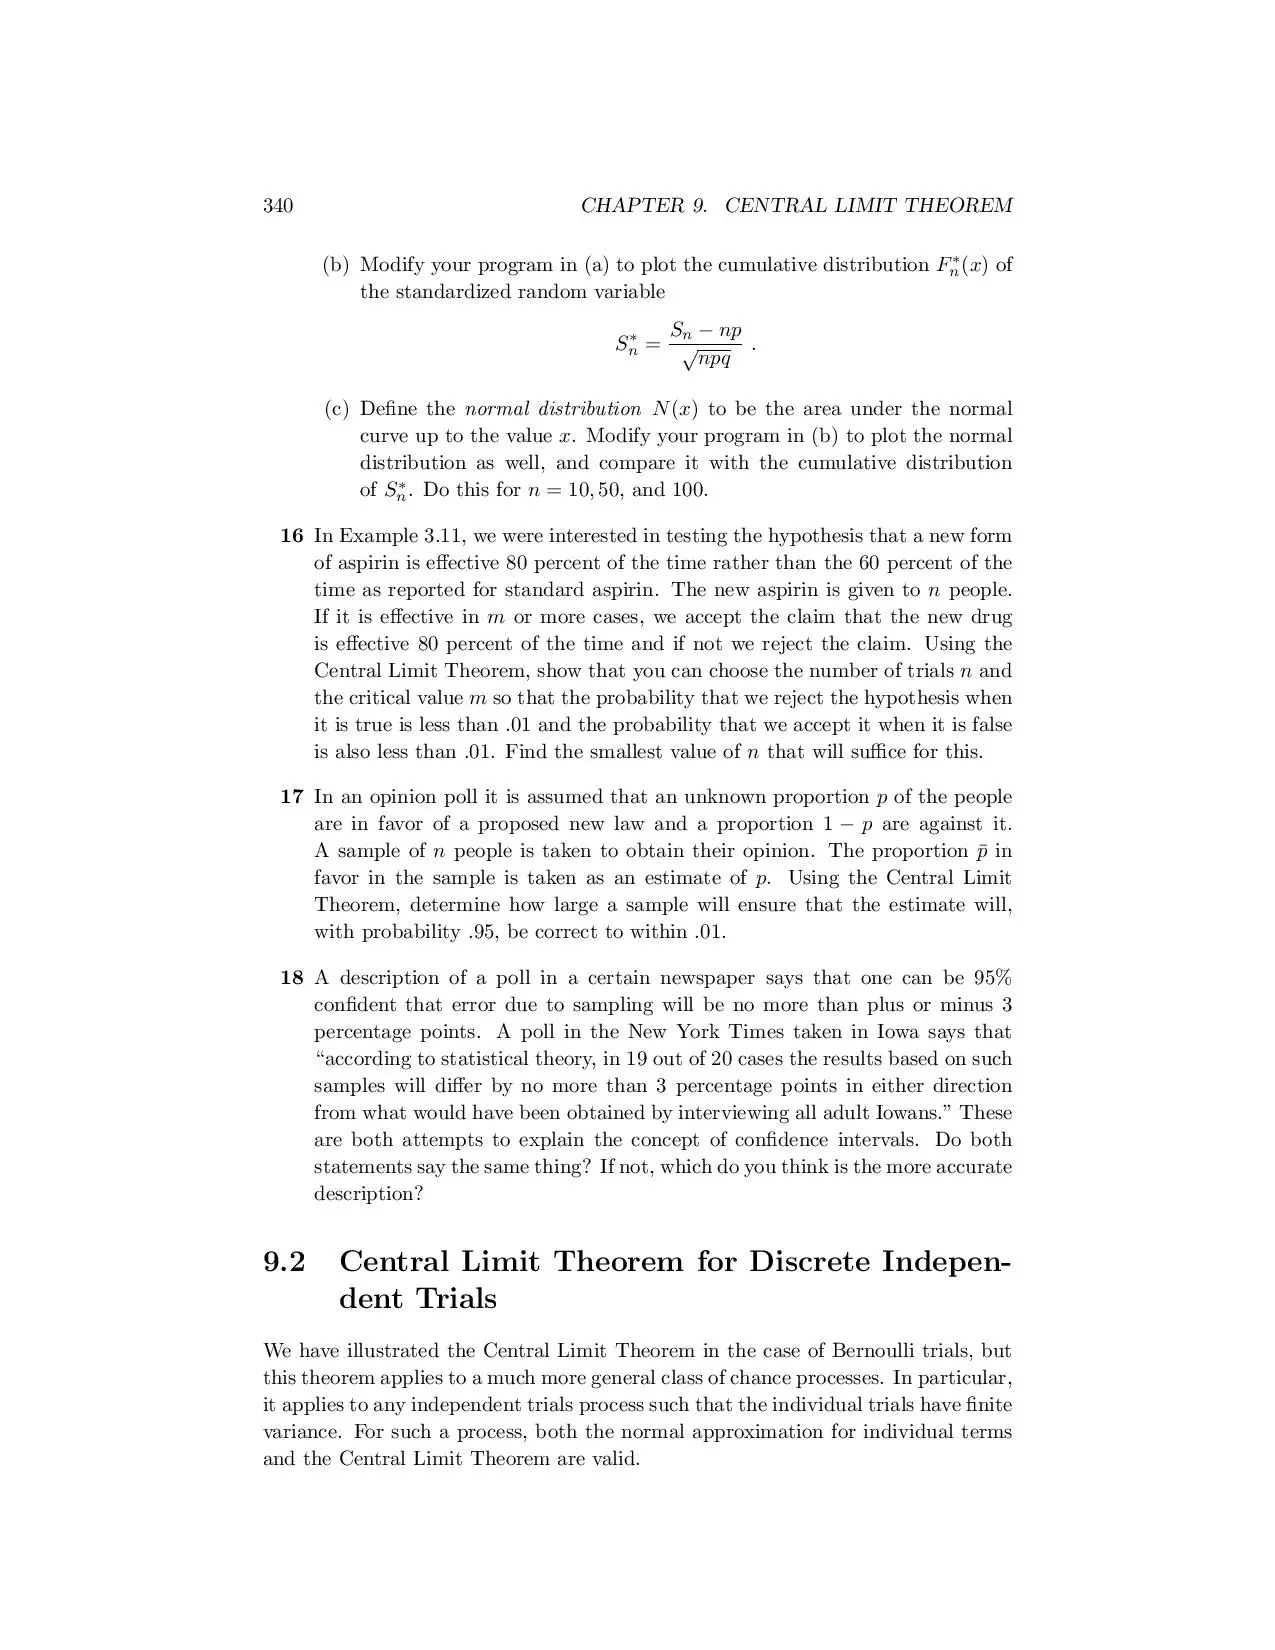 340 CHAPTER 9. CENTRAL LIMIT THEOREM
(b) Modify your program in (a) to plot the cumulative distribution Fₙ*(x) of
the standardized random variable
Sₙ* = (Sₙ − np) / √npq .
(c) Define the normal distribution N(x) to be the area under the normal
curve up to the value x. Modify your program in (b) to plot the normal
distribution as well, and compare it with the cumulative distribution
of Sₙ*. Do this for n = 10, 50, and 100.
16 In Example 3.11, we were interested in testing the hypothesis that a new form
of aspirin is effective 80 percent of the time rather than the 60 percent of the
time as reported for standard aspirin. The new aspirin is given to n people.
If it is effective in m or more cases, we accept the claim that the new drug
is effective 80 percent of the time and if not we reject the claim. Using the
Central Limit Theorem, show that you can choose the number of trials n and
the critical value m so that the probability that we reject the hypothesis when
it is true is less than .01 and the probability that we accept it when it is false
is also less than .01. Find the smallest value of n that will suffice for this.
17 In an opinion poll it is assumed that an unknown proportion p of the people
are in favor of a proposed new law and a proportion 1 − p are against it.
A sample of n people is taken to obtain their opinion. The proportion p̄ in
favor in the sample is taken as an estimate of p. Using the Central Limit
Theorem, determine how large a sample will ensure that the estimate will,
with probability .95, be correct to within .01.
18 A description of a poll in a certain newspaper says that one can be 95%
confident that error due to sampling will be no more than plus or minus 3
percentage points. A poll in the New York Times taken in Iowa says that
“according to statistical theory, in 19 out of 20 cases the results based on such
samples will differ by no more than 3 percentage points in either direction
from what would have been obtained by interviewing all adult Iowans.” These
are both attempts to explain the concept of confidence intervals. Do both
statements say the same thing? If not, which do you think is the more accurate
description?
9.2 Central Limit Theorem for Discrete Indepen-
dent Trials
We have illustrated the Central Limit Theorem in the case of Bernoulli trials, but
this theorem applies to a much more general class of chance processes. In particular,
it applies to any independent trials process such that the individual trials have finite
variance. For such a process, both the normal approximation for individual terms
and the Central Limit Theorem are valid.